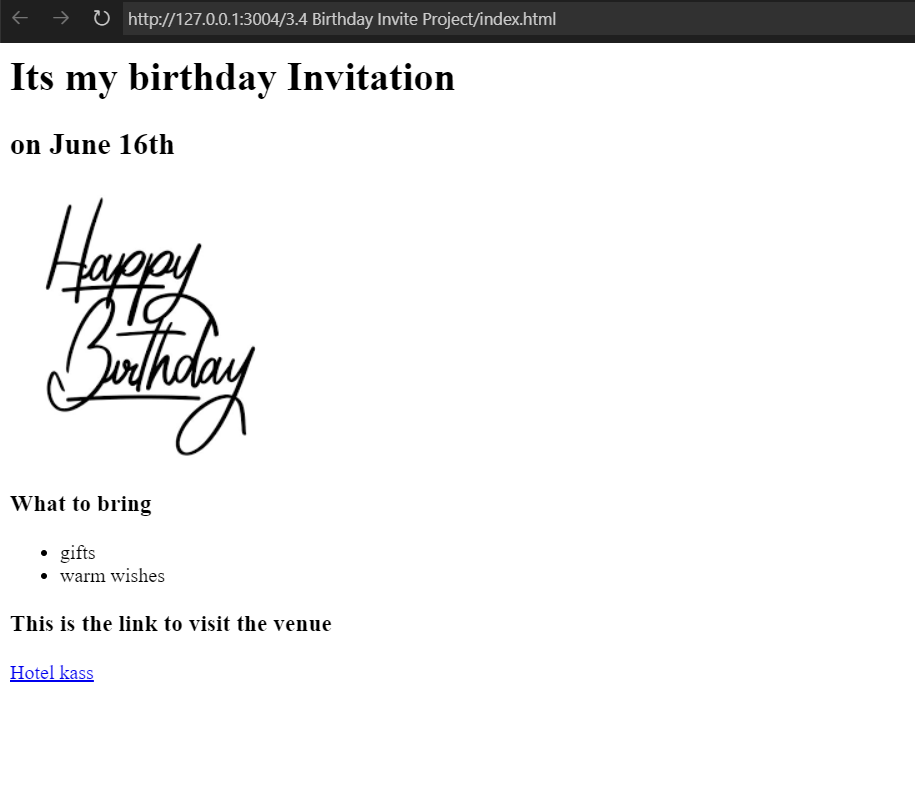 http://127.0.0.1:3004/3.4 Birthday Invite Project/index.html
Its my birthday Invitation
on June 16th
Happy
Birthday
What to bring
gifts
warm wishes
This is the link to visit the venue
Hotel kass